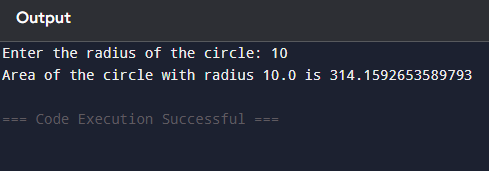 Output
Enter the radius of the circle: 10
Area of the circle with radius 10.0 is 314.1592653589793
=== Code Execution Successful ===